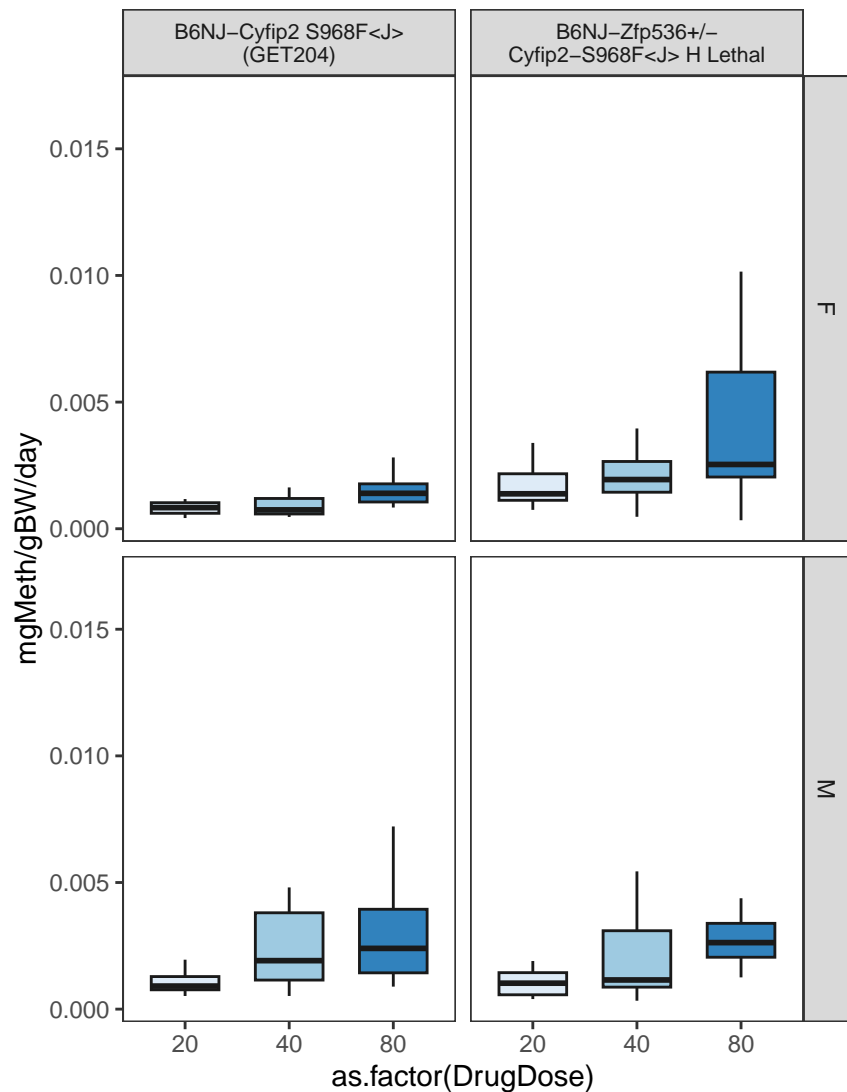 B6NJ−Cyfip2 S968F<J>
(GET204)
B6NJ−Zfp536+/−
Cyfip2−S968F<J> H Lethal
mgMeth/gBW/day
0.015
0.010
0.005
0.000
F
0.015
0.010
0.005
0.000
M
20
40
80
20
40
80
as.factor(DrugDose)